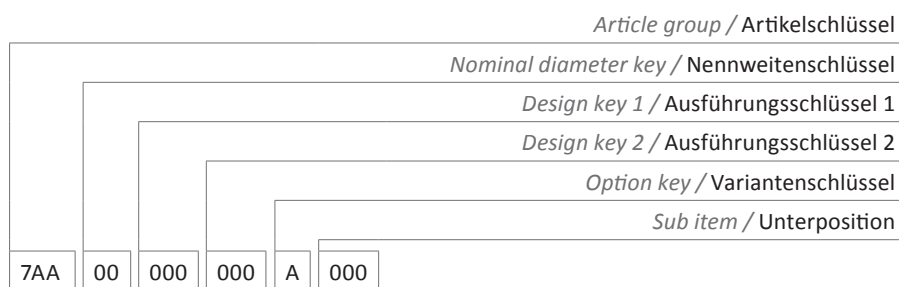 Article group / Artikelschlüssel
Nominal diameter key / Nennweitenschlüssel
Design key 1 / Ausführungsschlüssel 1
Design key 2 / Ausführungsschlüssel 2
Option key / Variantenschlüssel
Sub item / Unterposition
7AA 00 000 000 A 000